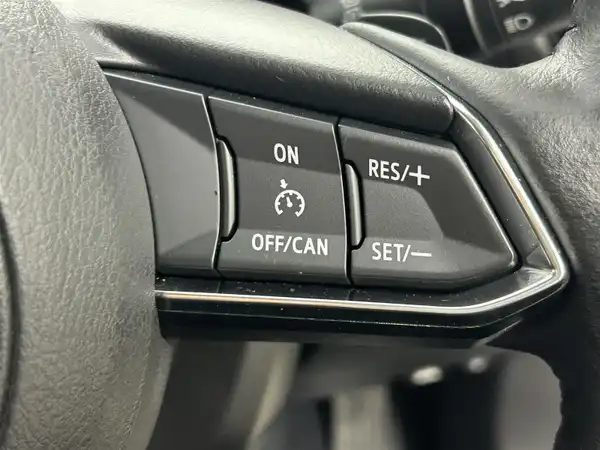 ON
OFF/CAN
RES/+
SET/—